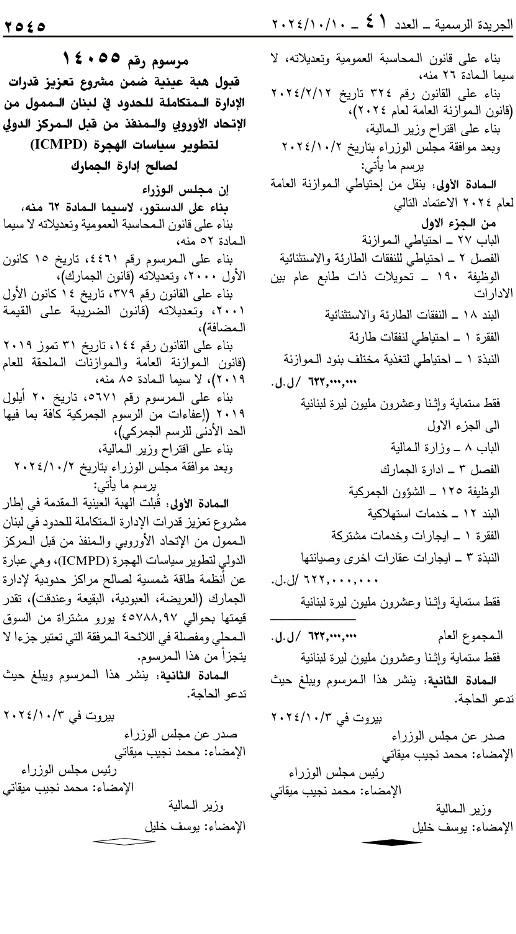 الجريدة الرسمية ـ العدد ٤١ ـ ٢٠٢٤/١٠/١٠
٢٥٤٥
بناء على قانون المحاسبة العمومية وتعديلاته، لا
سيما المادة ٢٦ منه،
بناء على القانون رقم ٣٢٤ تاريخ ٢٠٢٤/٢/١٢
(قانون الموازنة العامة لعام ٢٠٢٤)،
بناء على اقتراح وزير المالية،
وبعد موافقة مجلس الوزراء بتاريخ ٢٠٢٤/١٠/٢
يرسم ما يأتي:
المادة الأولى: ينقل من إحتياطي الموازنة العامة
لعام ٢٠٢٤ الاعتماد التالي
من الجزء الاول
الباب ٢٧ ـ احتياطي الموازنة
الفصل ٢ ـ احتياطي للنفقات الطارئة والاستثنائية
الوظيفة ١٩٠ ـ تحويلات ذات طابع عام بين
الادارات
البند ١٨ ـ النفقات الطارئة والاستثنائية
الفقرة ١ ـ احتياطي لنفقات طارئة
النبذة ١ ـ احتياطي لتغذية مختلف بنود الموازنة
٦٢٢,٠٠٠,٠٠٠ /ل.ل.
فقط ستماية وإثنا وعشرون مليون ليرة لبنانية
الى الجزء الاول
الباب ٨ ـ وزارة المالية
الفصل ٣ ـ ادارة الجمارك
الوظيفة ١٢٥ ـ الشؤون الجمركية
البند ١٢ ـ خدمات استهلاكية
الفقرة ١ ـ ايجارات وخدمات مشتركة
النبذة ٣ ـ ايجارات عقارات اخرى وصيانتها
٦٢٢,٠٠٠,٠٠٠ /ل.ل.
فقط ستماية وإثنا وعشرون مليون ليرة لبنانية
المجموع العام ٦٢٢,٠٠٠,٠٠٠ /ل.ل.
فقط ستماية وإثنا وعشرون مليون ليرة لبنانية
المادة الثانية: ينشر هذا المرسوم ويبلغ حيث
تدعو الحاجة.
بيروت في ٢٠٢٤/١٠/٣
صدر عن مجلس الوزراء
الإمضاء: محمد نجيب ميقاتي
رئيس مجلس الوزراء
الإمضاء: محمد نجيب ميقاتي
وزير المالية
الإمضاء: يوسف خليل
مرسوم رقم ١٤٠٥٥
قبول هبة عينية ضمن مشروع تعزيز قدرات
الإدارة المتكاملة للحدود في لبنان الممول من
الإتحاد الأوروبي والمنفذ من قبل المركز الدولي
لتطوير سياسات الهجرة (ICMPD)
لصالح إدارة الجمارك
إن مجلس الوزراء
بناء على الدستور، لاسيما المادة ٦٢ منه،
بناء على قانون المحاسبة العمومية وتعديلاته لا سيما
المادة ٥٢ منه،
بناء على المرسوم رقم ٤٤٦١، تاريخ ١٥ كانون
الأول ٢٠٠٠، وتعديلاته (قانون الجمارك)،
بناء على القانون رقم ٣٧٩، تاريخ ١٤ كانون الأول
٢٠٠١، وتعديلاته (قانون الضريبة على القيمة
المضافة)،
بناء على القانون رقم ١٤٤، تاريخ ٣١ تموز ٢٠١٩
(قانون الموازنة العامة والموازنات الملحقة للعام
٢٠١٩)، لا سيما المادة ٨٥ منه،
بناء على المرسوم رقم ٥٦٧١، تاريخ ٢٠ أيلول
٢٠١٩ (إعفاءات من الرسوم الجمركية كافة بما فيها
الحد الأدنى للرسم الجمركي)،
بناء على اقتراح وزير المالية،
وبعد موافقة مجلس الوزراء بتاريخ ٢٠٢٤/١٠/٢
يرسم ما يأتي:
المادة الأولى: قُبلت الهبة العينية المقدمة في إطار
مشروع تعزيز قدرات الإدارة المتكاملة للحدود في لبنان
الممول من الإتحاد الأوروبي والمنفذ من قبل المركز
الدولي لتطوير سياسات الهجرة (ICMPD)، وهي عبارة
عن أنظمة طاقة شمسية لصالح مراكز حدودية لإدارة
الجمارك (العريضة، العبودية، البقيعة وعندقت)، تقدر
قيمتها بحوالي ٤٥٧٨٨,٩٧ يورو مشتراة من السوق
المحلي ومفصلة في اللائحة المرفقة التي تعتبر جزءا لا
يتجزأ من هذا المرسوم.
المادة الثانية: ينشر هذا المرسوم ويبلغ حيث
تدعو الحاجة.
بيروت في ٢٠٢٤/١٠/٣
صدر عن مجلس الوزراء
الإمضاء: محمد نجيب ميقاتي
رئيس مجلس الوزراء
الإمضاء: محمد نجيب ميقاتي
وزير المالية
الإمضاء: يوسف خليل